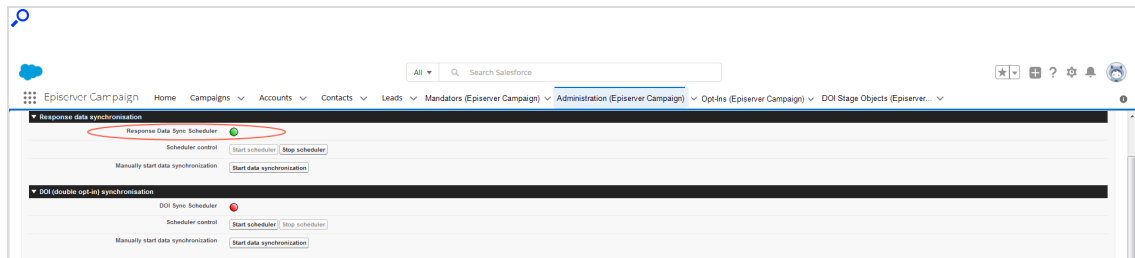 All Search Salesforce
Episerver Campaign Home Campaigns Accounts Contacts Leads Mandators (Episerver Campaign) Administration (Episerver Campaign) Opt-Ins (Episerver Campaign) DOI Stage Objects (Episerver...
Response data synchronisation
Response Data Sync Scheduler
Scheduler control Start scheduler Stop scheduler
Manually start data synchronization Start data synchronization
DOI (double opt-in) synchronisation
DOI Sync Scheduler
Scheduler control Start scheduler Stop scheduler
Manually start data synchronization Start data synchronization